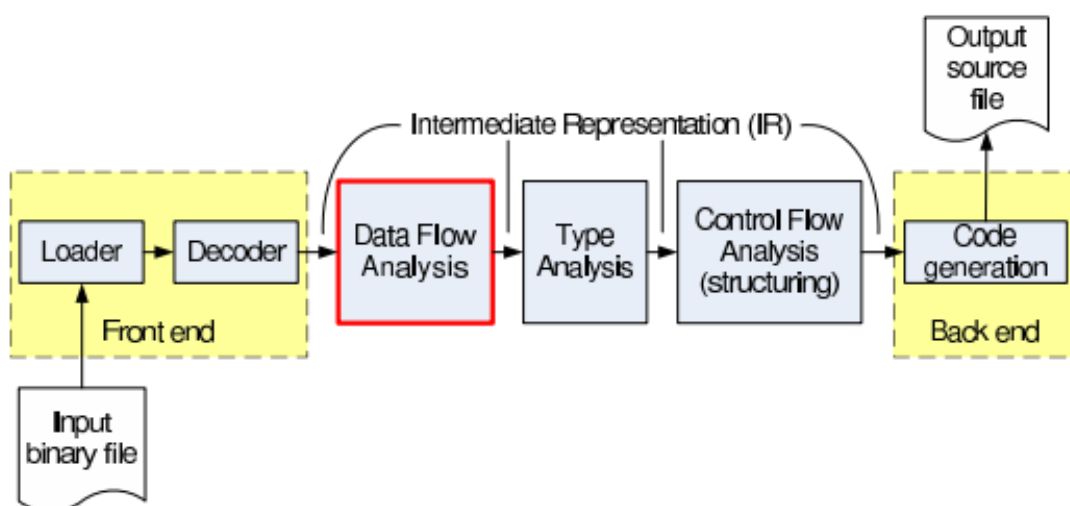 Output
source
file
Intermediate Representation (IR)
Loader
Decoder
Front end
Data Flow
Analysis
Type
Analysis
Control Flow
Analysis
(structuring)
Code
generation
Back end
Input
binary file